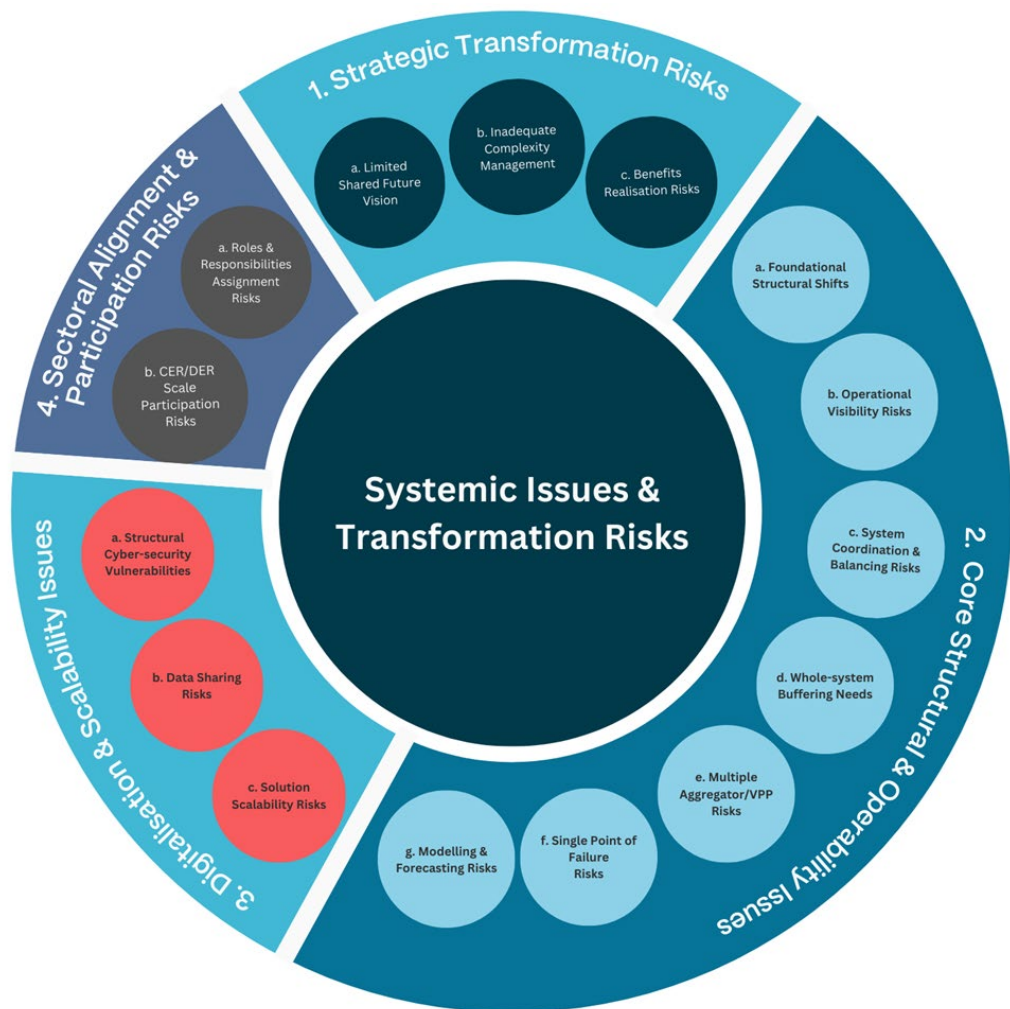 1. Strategic Transformation Risks
a. Limited
Shared Future
Vision
b. Inadequate
Complexity
Management
c. Benefits
Realisation Risks
2. Core Structural & Operability Issues
a. Foundational
Structural Shifts
b. Operational
Visibility Risks
c. System
Coordination &
Balancing Risks
d. Whole-system
Buffering Needs
e. Multiple
Aggregator/VPP
Risks
f. Single Point of
Failure
Risks
g. Modelling &
Forecasting Risks
3. Digitalisation & Scalability Issues
a. Structural
Cyber-security
Vulnerabilities
b. Data Sharing
Risks
c. Solution
Scalability Risks
4. Sectoral Alignment &
Participation Risks
a. Roles &
Responsibilities
Assignment
Risks
b. CER/DER
Scale
Participation
Risks
Systemic Issues &
Transformation Risks